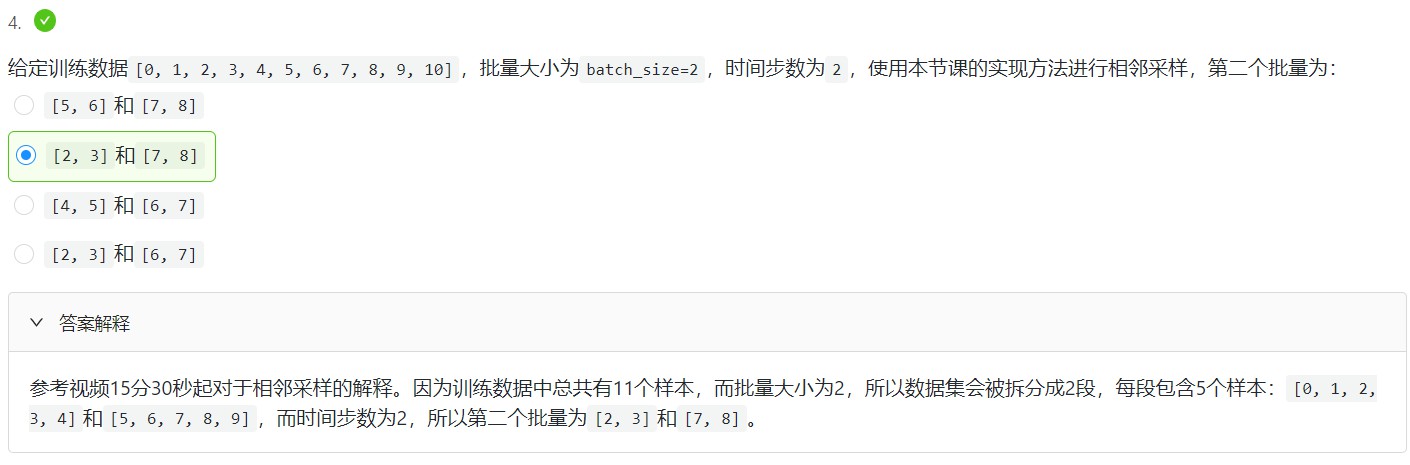 4.
给定训练数据 [0, 1, 2, 3, 4, 5, 6, 7, 8, 9, 10] ，批量大小为 batch_size=2 ，时间步数为 2 ，使用本节课的实现方法进行相邻采样，第二个批量为：
[5, 6] 和 [7, 8]
[2, 3] 和 [7, 8]
[4, 5] 和 [6, 7]
[2, 3] 和 [6, 7]
答案解释
参考视频15分30秒起对于相邻采样的解释。因为训练数据中总共有11个样本，而批量大小为2，所以数据集会被拆分成2段，每段包含5个样本： [0, 1, 2,
3, 4] 和 [5, 6, 7, 8, 9] ，而时间步数为2，所以第二个批量为 [2, 3] 和 [7, 8] 。